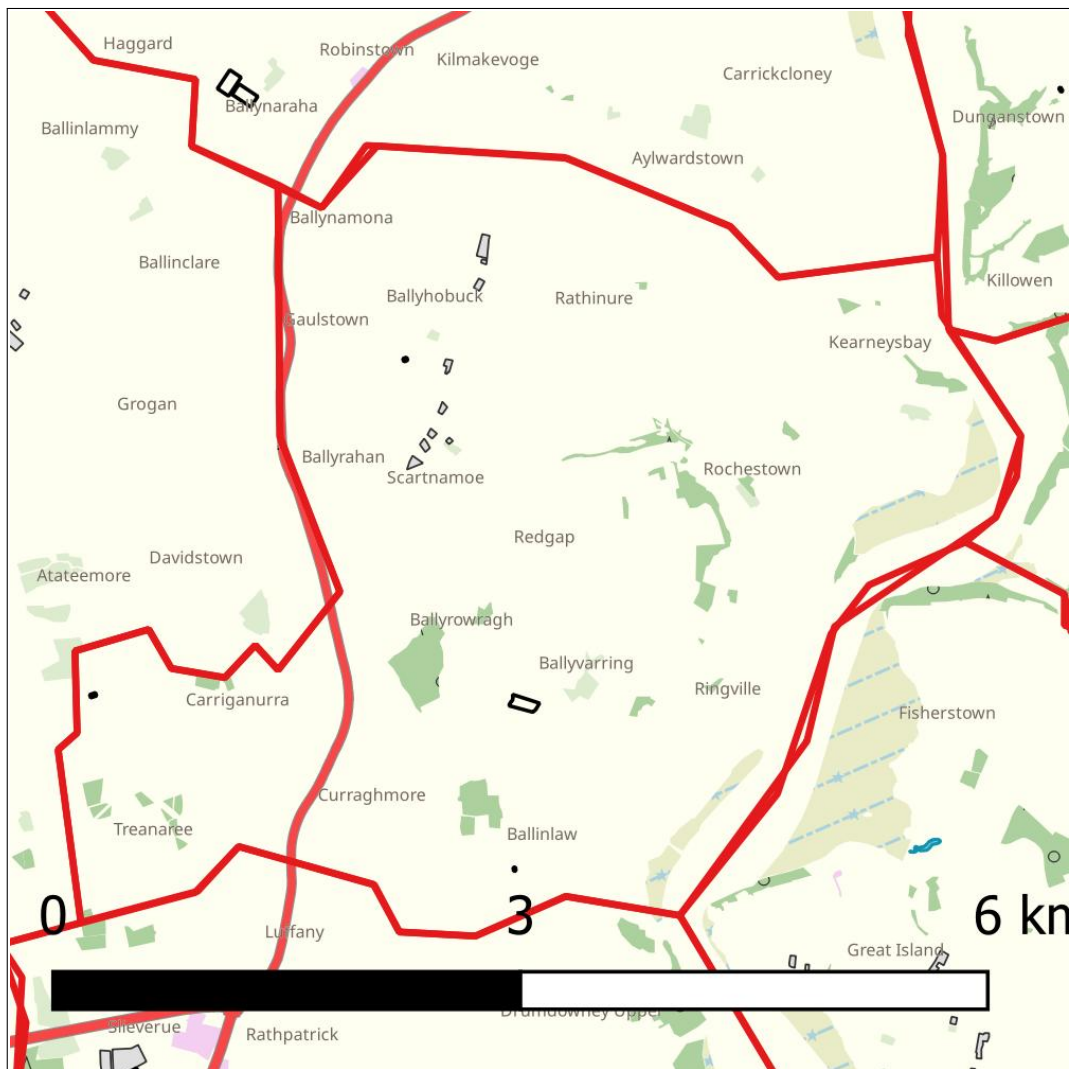 Haggard
Robinstown
Kilmakevoge
Carrickcloney
Ballynaraha
Dunganstown
Ballinlammy
Aylwardstown
Ballynamona
Ballinclare
Killowen
Ballyhobuck
Rathinure
Gaulstown
Kearneysbay
Grogan
Ballyrahan
Rochestown
Scartnamoe
Redgap
Davidstown
Atateemore
Ballyrowragh
Ballyvarring
Ringville
Carriganurra
Fisherstown
Curraghmore
Treanaree
Ballinlaw
0 3 6 km
Luffany
Great Island
Drumdowney Upper
Slieverue
Rathpatrick